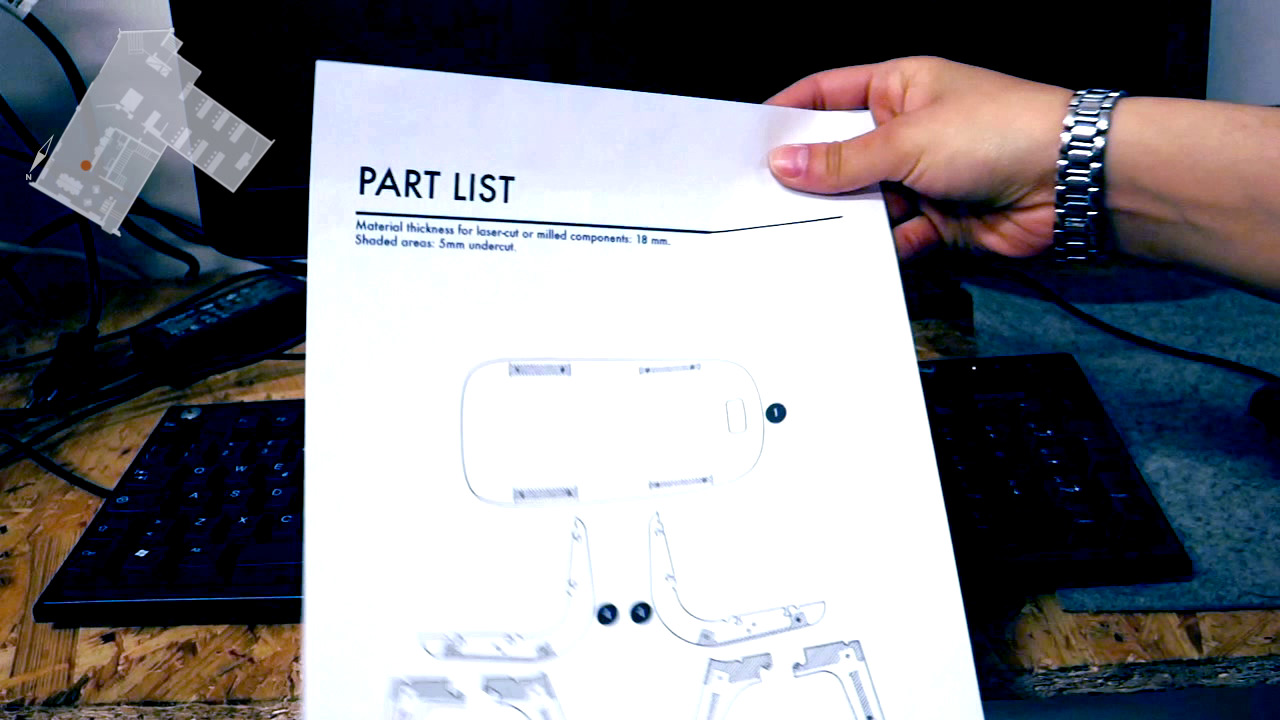 PART LIST
Material thickness for laser-cut or milled components: 18 mm.
Shaded areas: 5mm undercut.
1
N
Q W E
A S D
Z X C